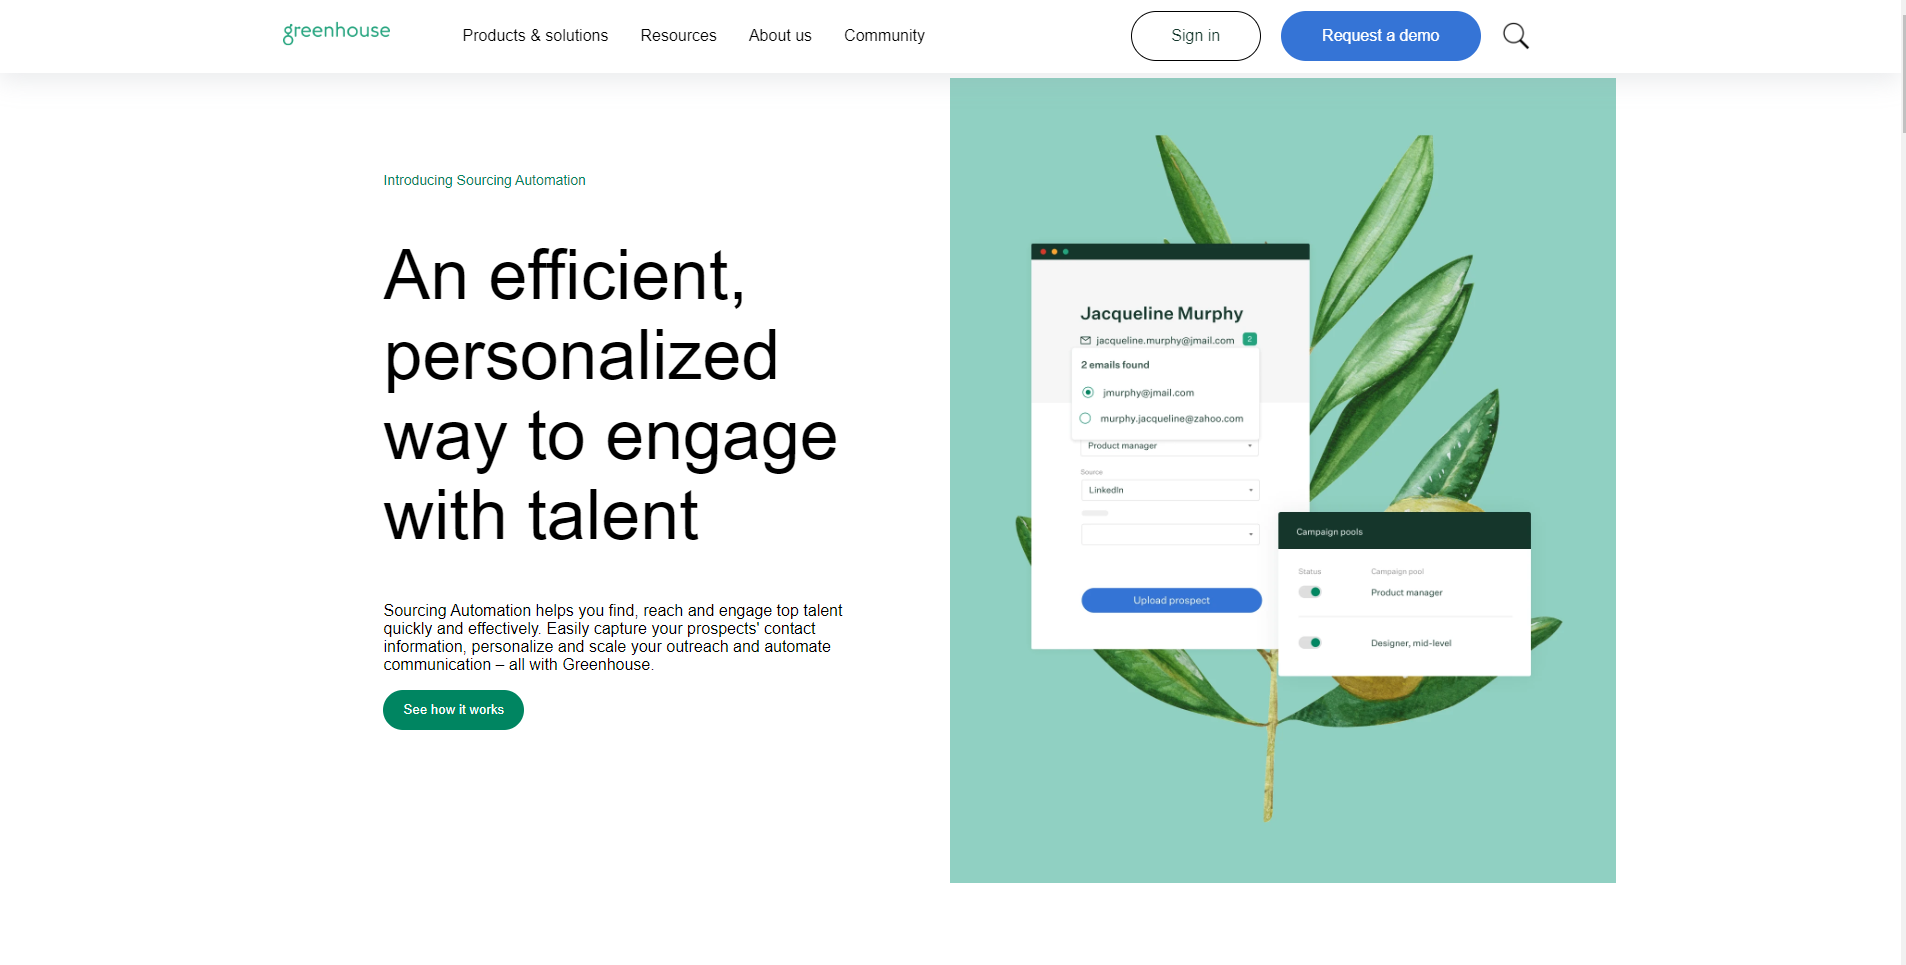 greenhouse
Products & solutions
Resources
About us
Community
Sign in
Request a demo
Introducing Sourcing Automation
An efficient,
personalized
way to engage
with talent
Sourcing Automation helps you find, reach and engage top talent
quickly and effectively. Easily capture your prospects' contact
information, personalize and scale your outreach and automate
communication – all with Greenhouse.
See how it works
Jacqueline Murphy
jacqueline.murphy@jmail.com 2
2 emails found
jmurphy@jmail.com
murphy.jacqueline@zahoo.com
Product manager
Source
LinkedIn
Upload prospect
Campaign pools
Status Campaign pool
Product manager
Designer, mid-level